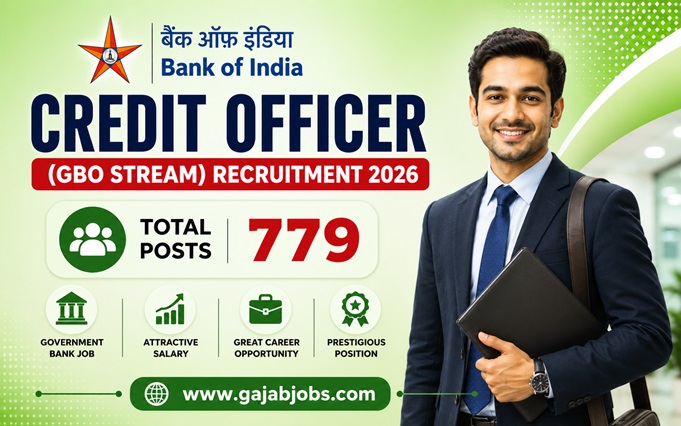 बैंक ऑफ़ इंडिया
Bank of India
CREDIT OFFICER
(GBO STREAM) RECRUITMENT 2026
TOTAL
POSTS
779
GOVERNMENT
BANK JOB
ATTRACTIVE
SALARY
GREAT CAREER
OPPORTUNITY
PRESTIGIOUS
POSITION
www.gajabjobs.com